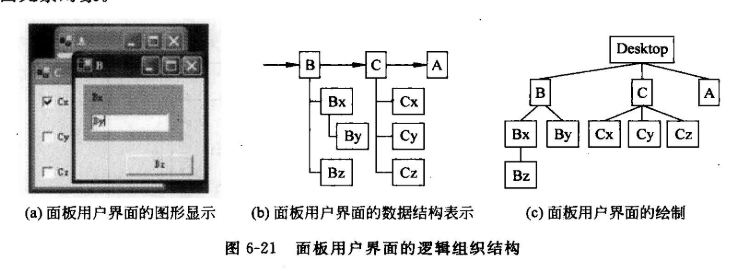 A
C
B
Cx
Cy
Cz
Bx
By
Bz
B
C
A
Bx
By
Bz
Cx
Cy
Cz
Desktop
B
C
A
Bx
By
Cx
Cy
Cz
Bz
(a) 面板用户界面的图形显示
(b) 面板用户界面的数据结构表示
(c) 面板用户界面的绘制
图 6-21 面板用户界面的逻辑组织结构